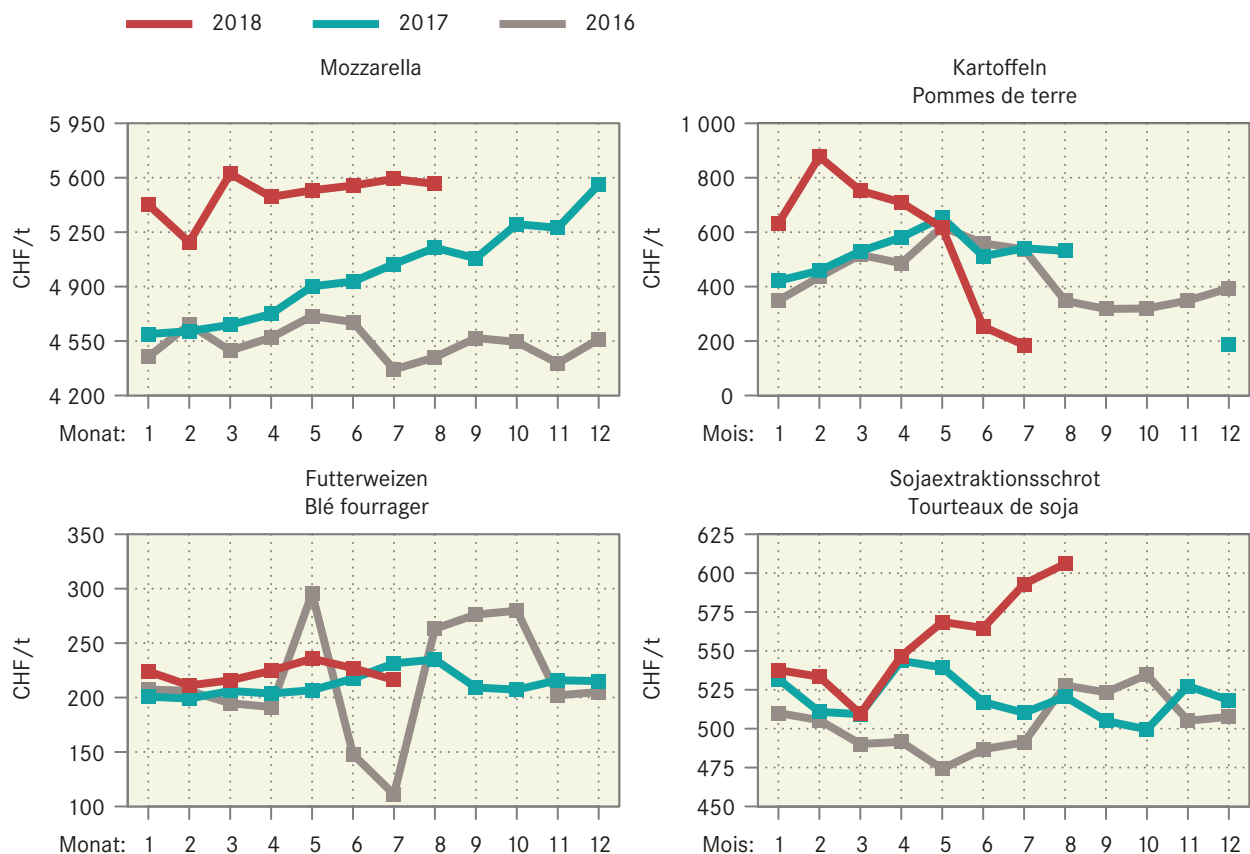 2018 2017 2016
Mozzarella
CHF/t
5 950
5 600
5 250
4 900
4 550
4 200
Monat: 1 2 3 4 5 6 7 8 9 10 11 12
Kartoffeln
Pommes de terre
CHF/t
1 000
800
600
400
200
0
Mois: 1 2 3 4 5 6 7 8 9 10 11 12
Futterweizen
Blé fourrager
CHF/t
350
300
250
200
150
100
Monat: 1 2 3 4 5 6 7 8 9 10 11 12
Sojaextraktionsschrot
Tourteaux de soja
CHF/t
625
600
575
550
525
500
475
450
Mois: 1 2 3 4 5 6 7 8 9 10 11 12